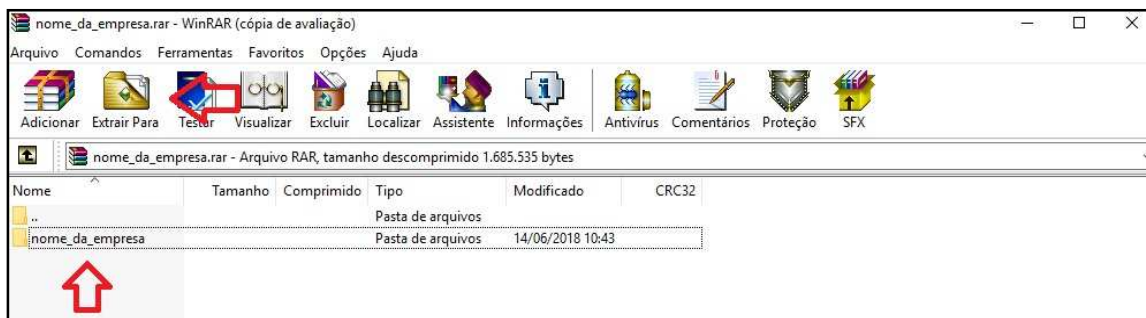 nome_da_empresa.rar - WinRAR (cópia de avaliação)
Arquivo Comandos Ferramentas Favoritos Opções Ajuda
Adicionar Extrair Para Testar Visualizar Excluir Localizar Assistente Informações Antivírus Comentários Proteção SFX
nome_da_empresa.rar - Arquivo RAR, tamanho descomprimido 1.685.535 bytes
Nome Tamanho Comprimido Tipo Modificado CRC32
.. Pasta de arquivos
nome_da_empresa Pasta de arquivos 14/06/2018 10:43